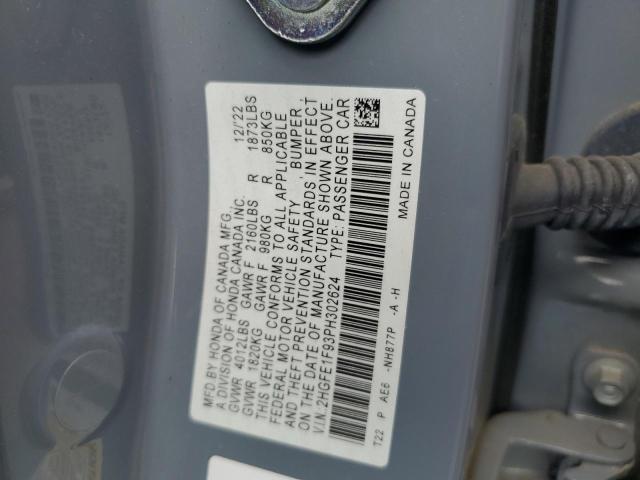 MFD. BY HONDA OF CANADA MFG. 12/22
A DIVISION OF HONDA CANADA INC.
GVWR 4012LBS GAWR F 2160LBS R 1873LBS
GVWR 1820KG GAWR F 980KG R 850KG
THIS VEHICLE CONFORMS TO ALL APPLICABLE
FEDERAL MOTOR VEHICLE SAFETY, BUMPER,
AND THEFT PREVENTION STANDARDS IN EFFECT
ON THE DATE OF MANUFACTURE SHOWN ABOVE.
V.I.N. 2HGFE1F93PH302624 TYPE: PASSENGER CAR
T22 P AE6 -NH877P -A -H
MADE IN CANADA